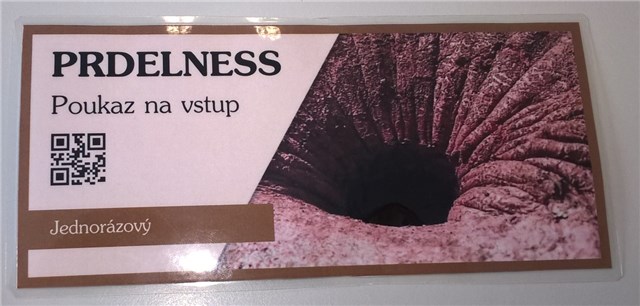 PRDELNESS
Poukaz na vstup
Jednorázový